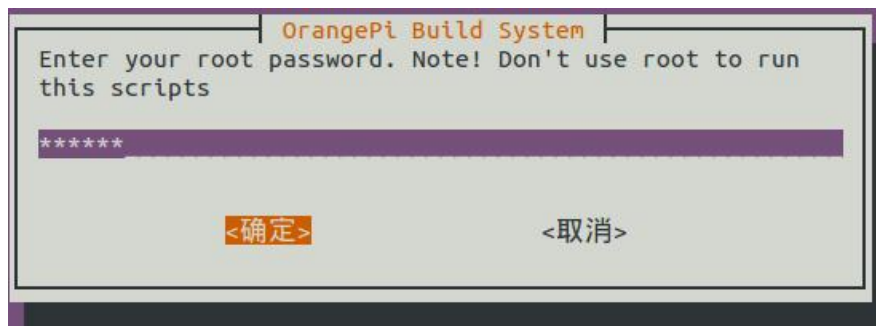 OrangePi Build System
Enter your root password. Note! Don't use root to run
this scripts
******
<确定> <取消>